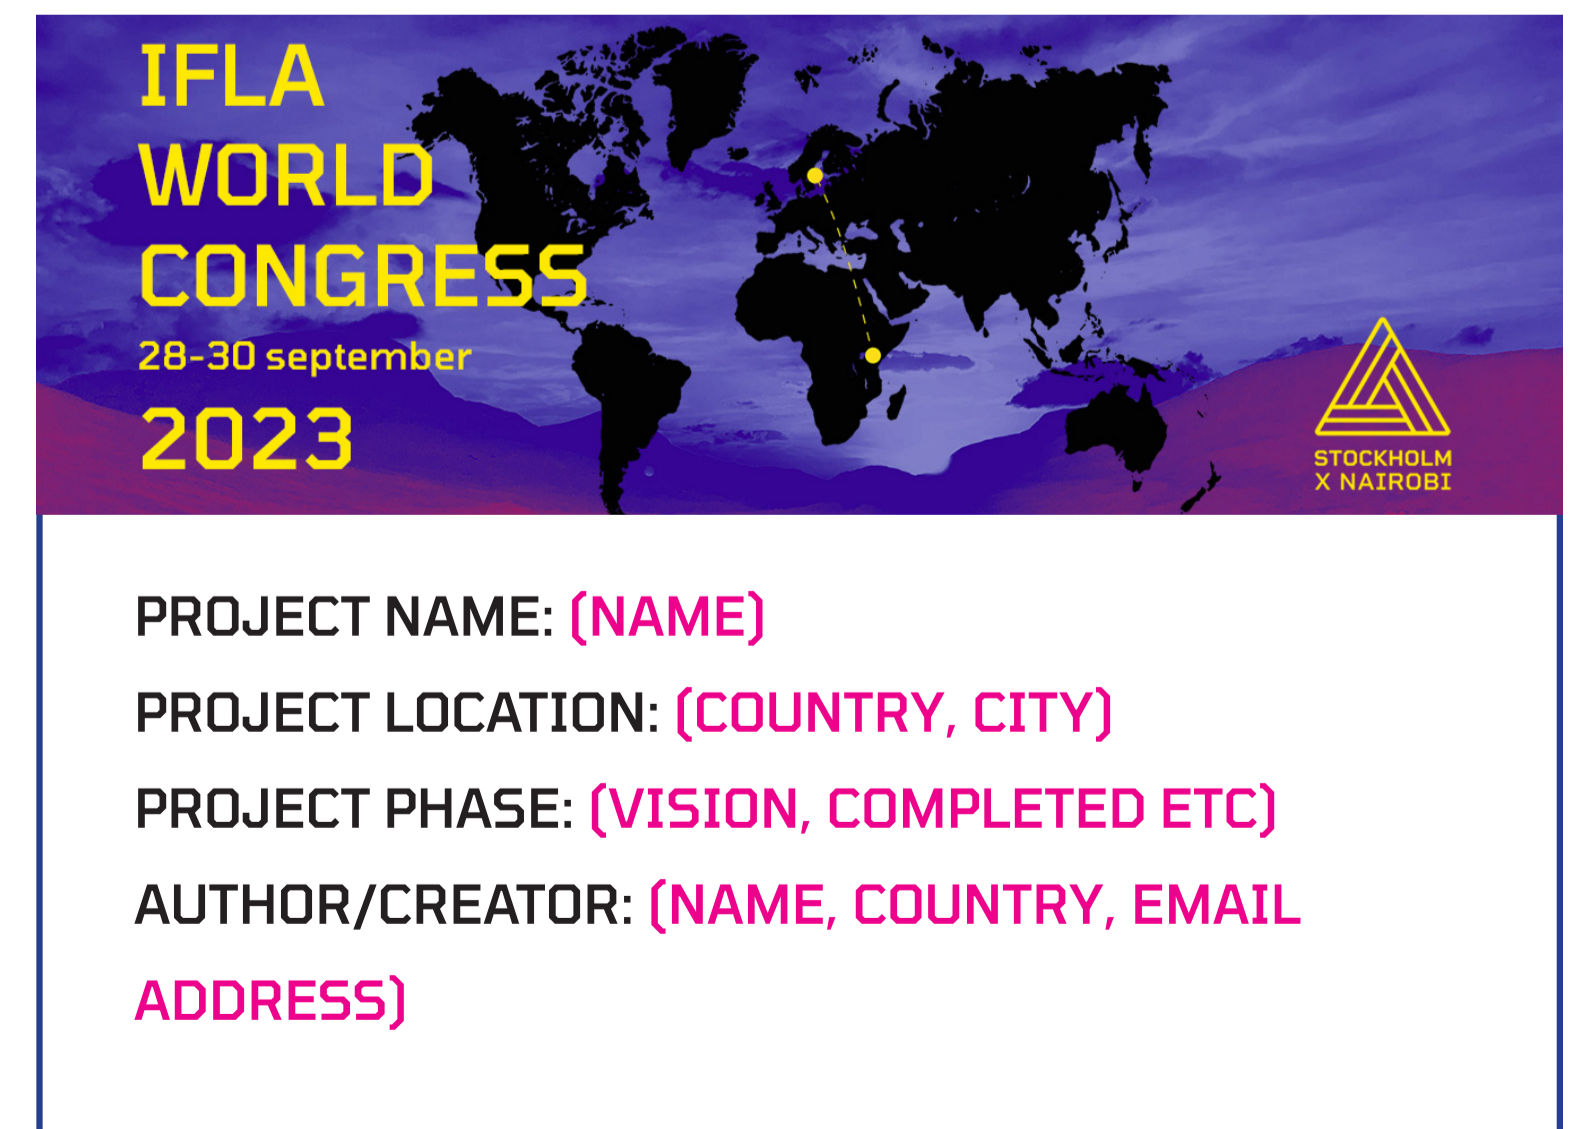 IFLA
WORLD
CONGRESS
28-30 september
2023
STOCKHOLM
X NAIROBI
PROJECT NAME: (NAME)
PROJECT LOCATION: (COUNTRY, CITY)
PROJECT PHASE: (VISION, COMPLETED ETC)
AUTHOR/CREATOR: (NAME, COUNTRY, EMAIL
ADDRESS)